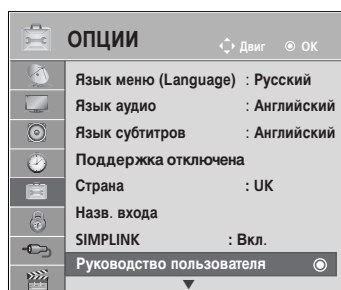 ОПЦИИ
Двиг ОК
Язык меню (Language) : Русский
Язык аудио : Английский
Язык субтитров : Английский
Поддержка отключена
Страна : UK
Назв. входа
SIMPLINK : Вкл.
Руководство пользователя